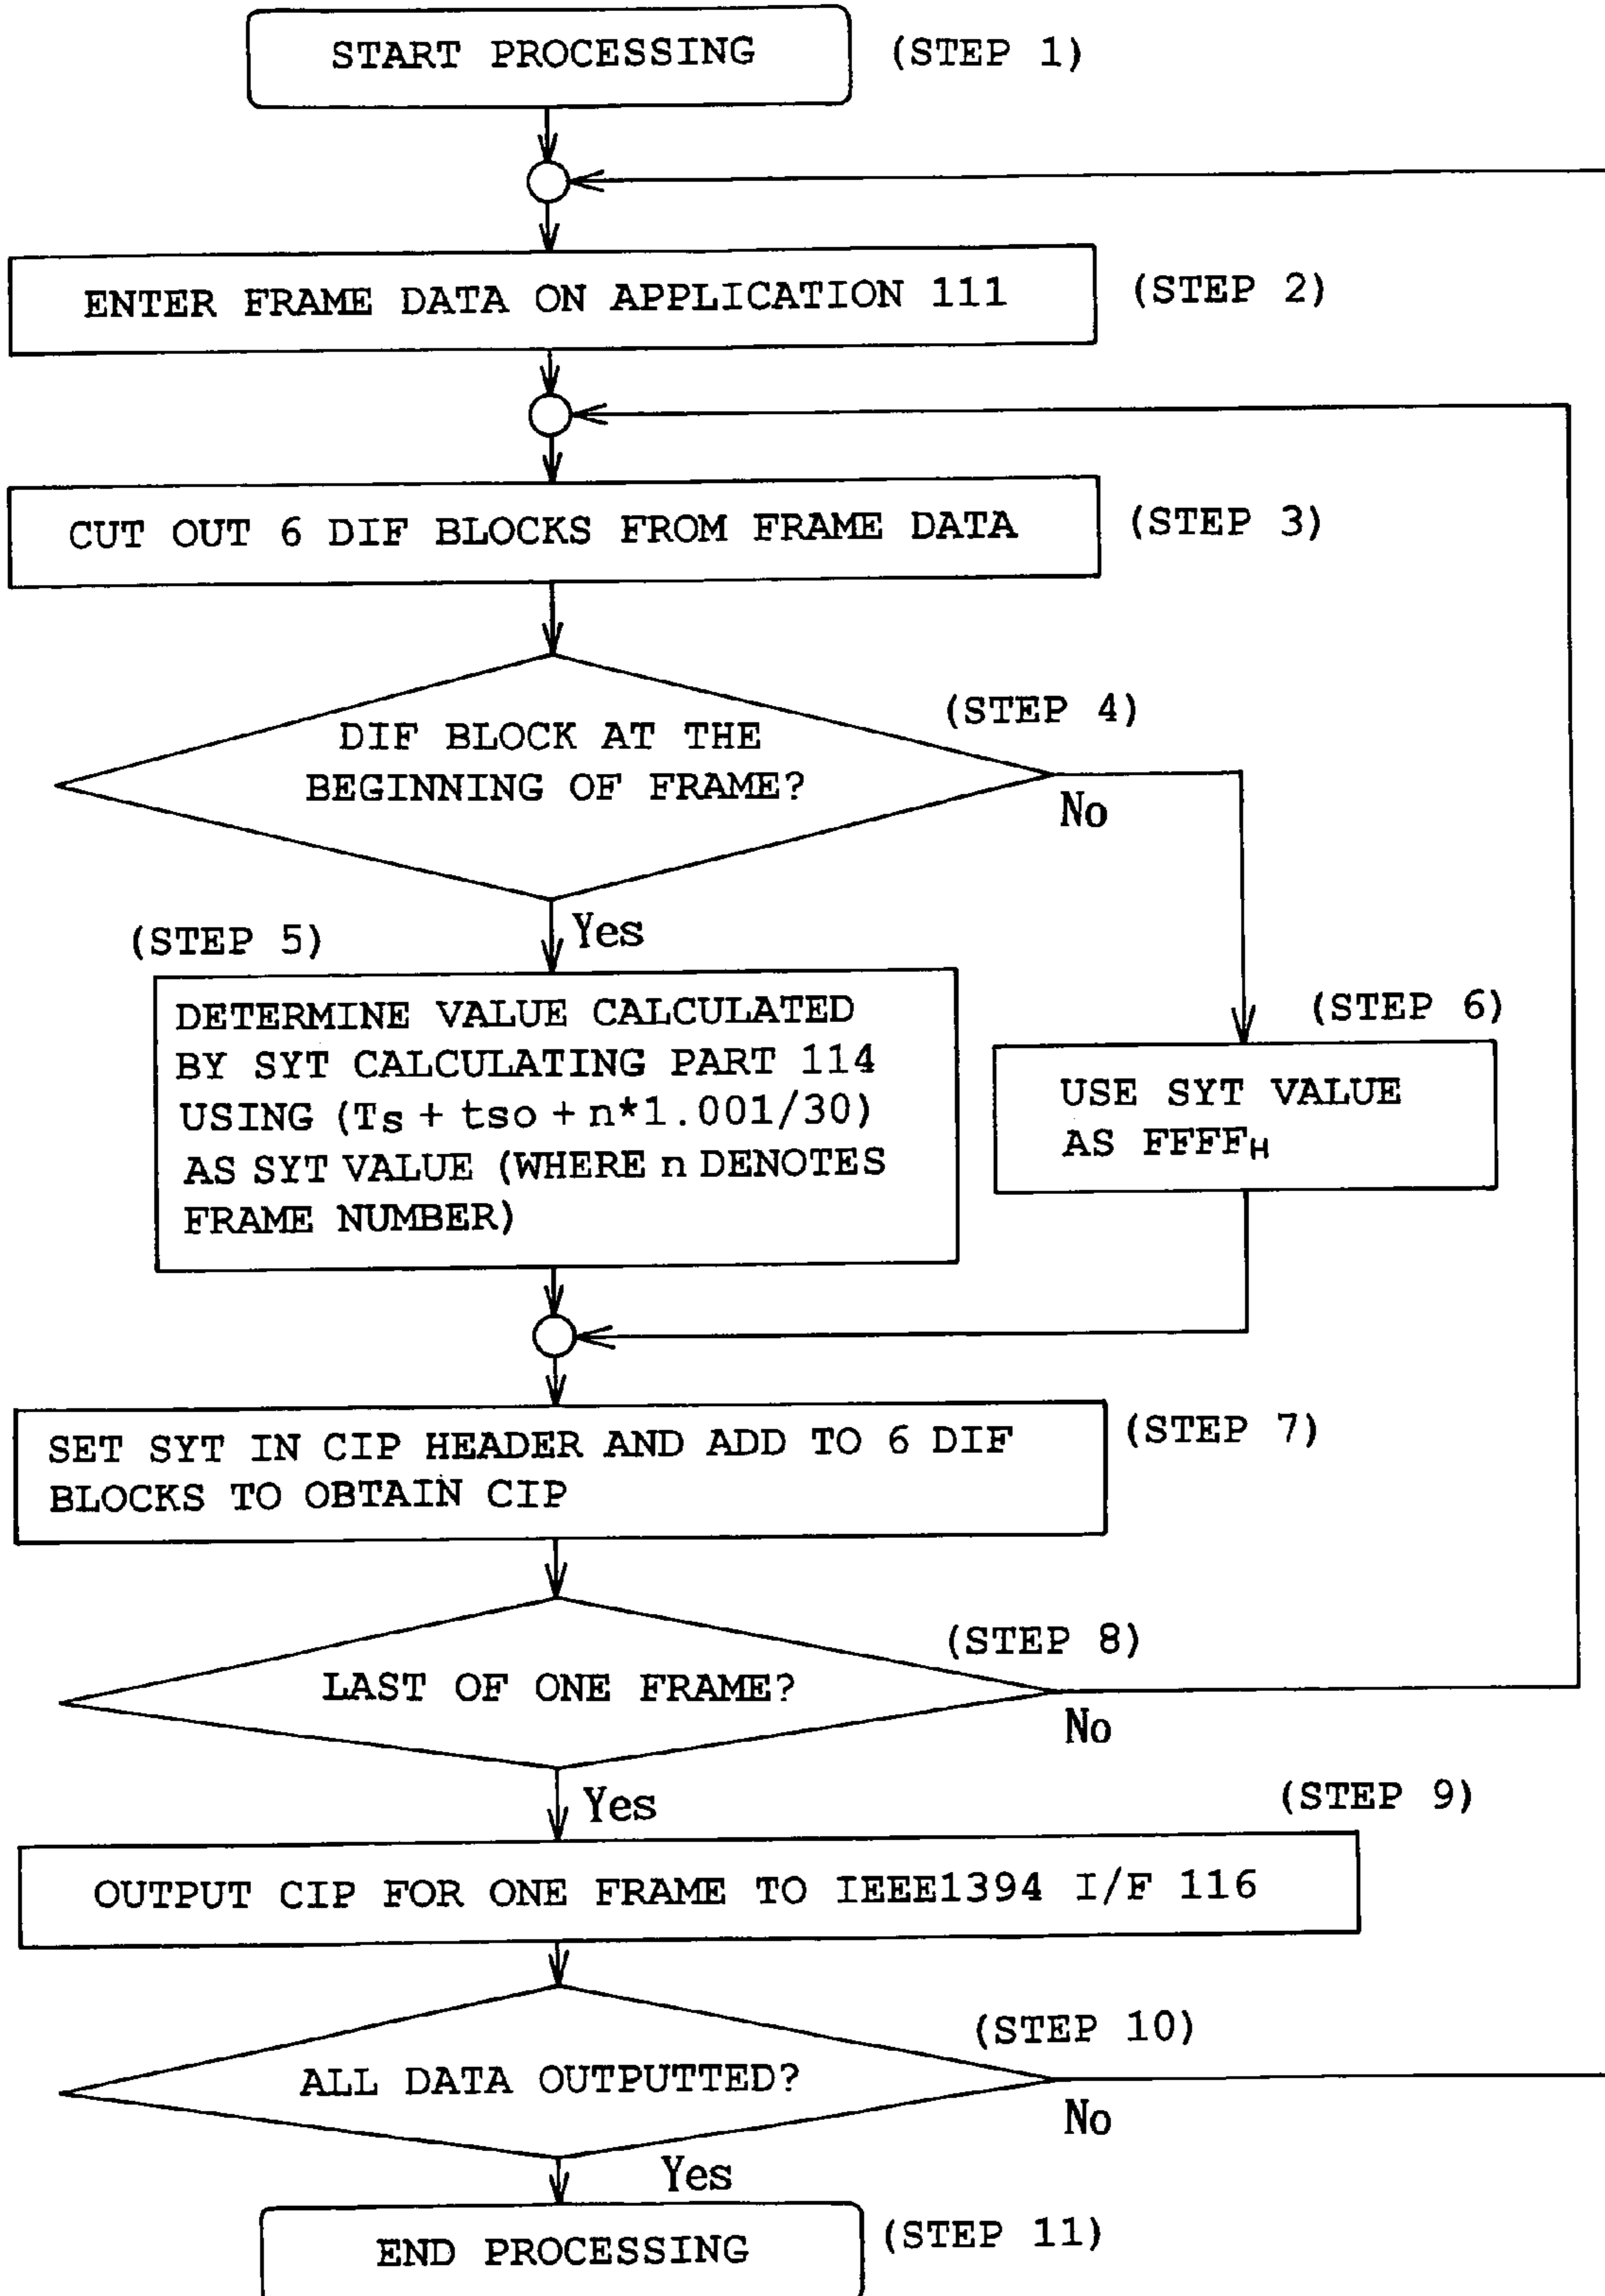 START PROCESSING (STEP 1)
ENTER FRAME DATA ON APPLICATION 111 (STEP 2)
CUT OUT 6 DIF BLOCKS FROM FRAME DATA (STEP 3)
(STEP 4)
DIF BLOCK AT THE
BEGINNING OF FRAME?
No
Yes
(STEP 5)
DETERMINE VALUE CALCULATED
BY SYT CALCULATING PART 114
USING (Ts + tso + n*1.001/30)
AS SYT VALUE (WHERE n DENOTES
FRAME NUMBER)
(STEP 6)
USE SYT VALUE
AS FFFFH
SET SYT IN CIP HEADER AND ADD TO 6 DIF
BLOCKS TO OBTAIN CIP
(STEP 7)
(STEP 8)
LAST OF ONE FRAME?
No
Yes
(STEP 9)
OUTPUT CIP FOR ONE FRAME TO IEEE1394 I/F 116
(STEP 10)
ALL DATA OUTPUTTED?
No
Yes
END PROCESSING (STEP 11)